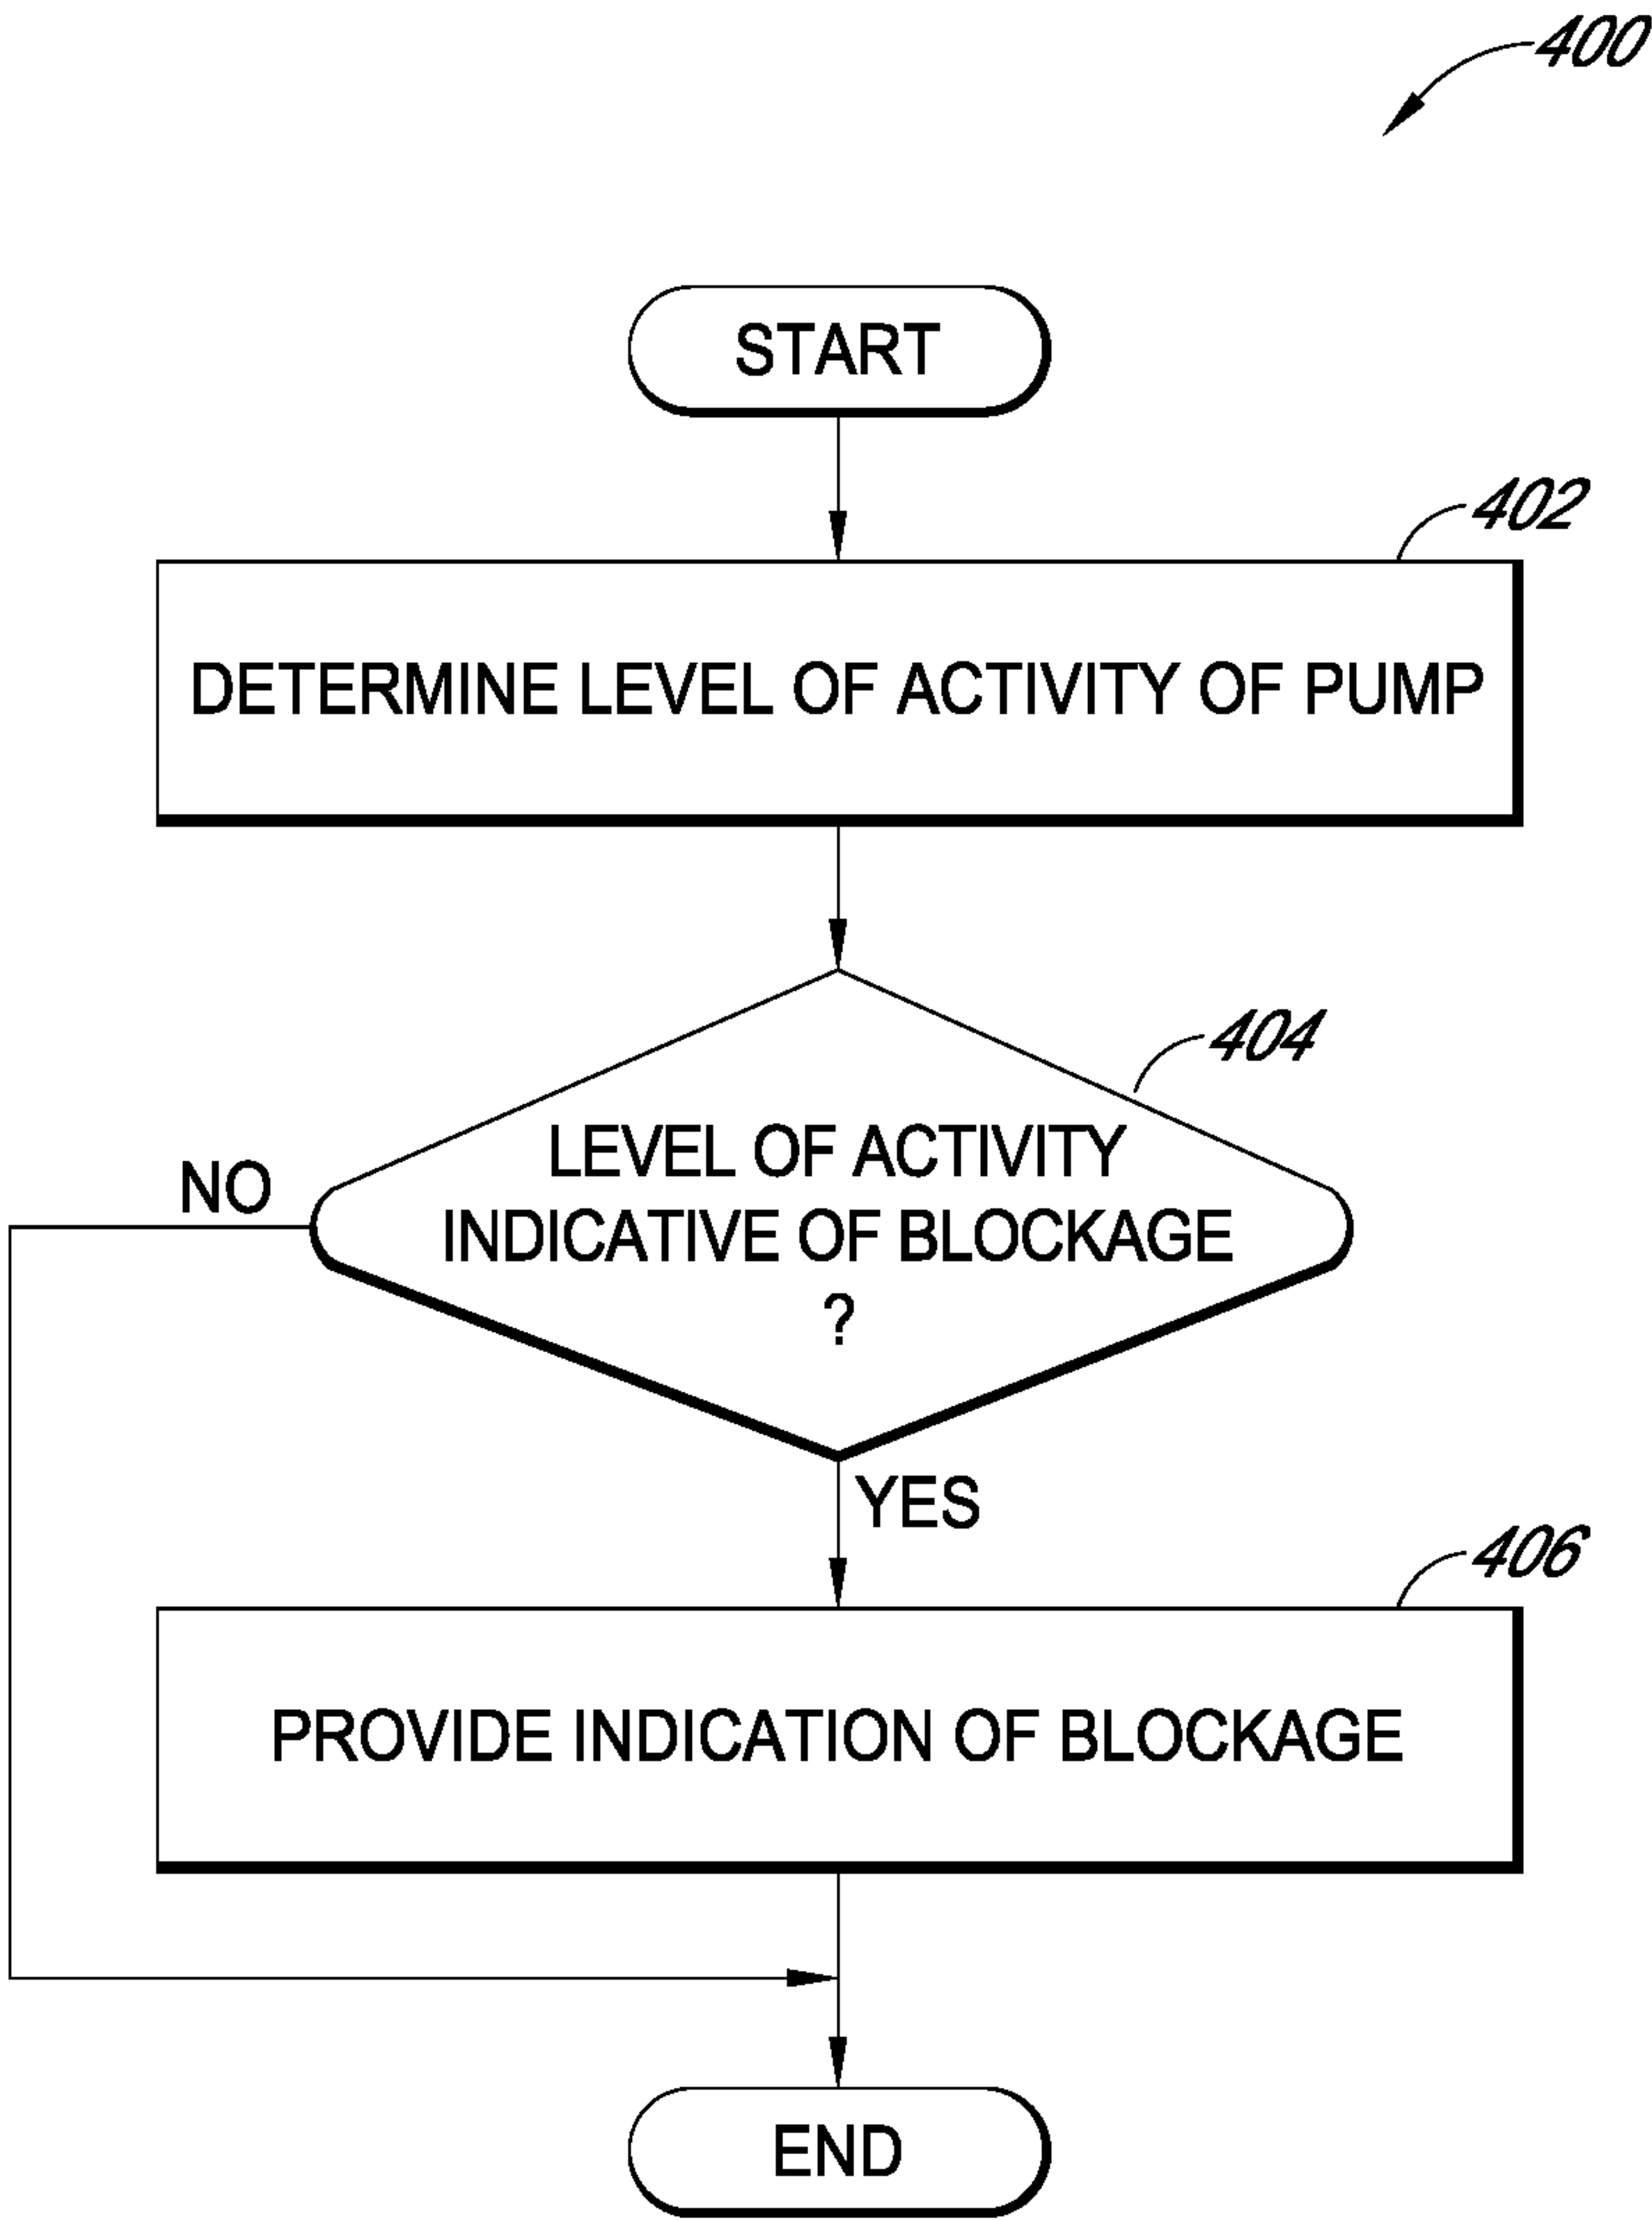 400
START
402
DETERMINE LEVEL OF ACTIVITY OF PUMP
404
LEVEL OF ACTIVITY
NO
INDICATIVE OF BLOCKAGE
?
YES
406
PROVIDE INDICATION OF BLOCKAGE
END